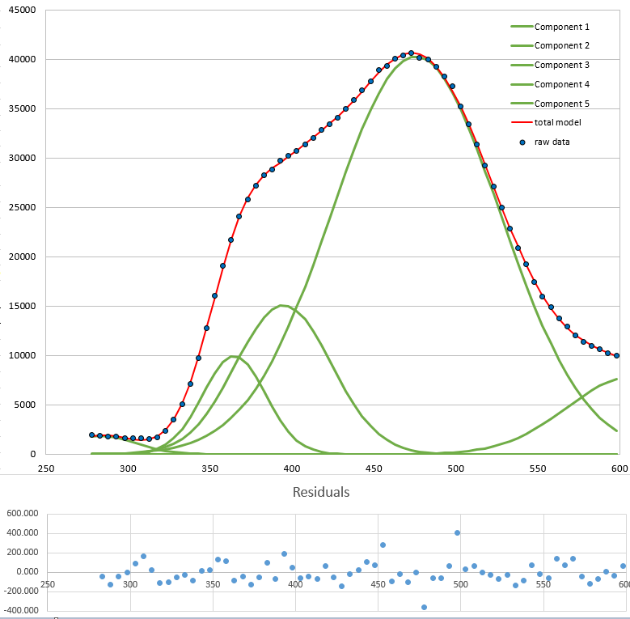 45000
40000
35000
30000
25000
20000
15000
10000
5000
0
250 300 350 400 450 500 550 600
Component 1
Component 2
Component 3
Component 4
Component 5
total model
raw data
Residuals
600.000
400.000
200.000
0.000
-200.000
-400.000
250 300 350 400 450 500 550 600